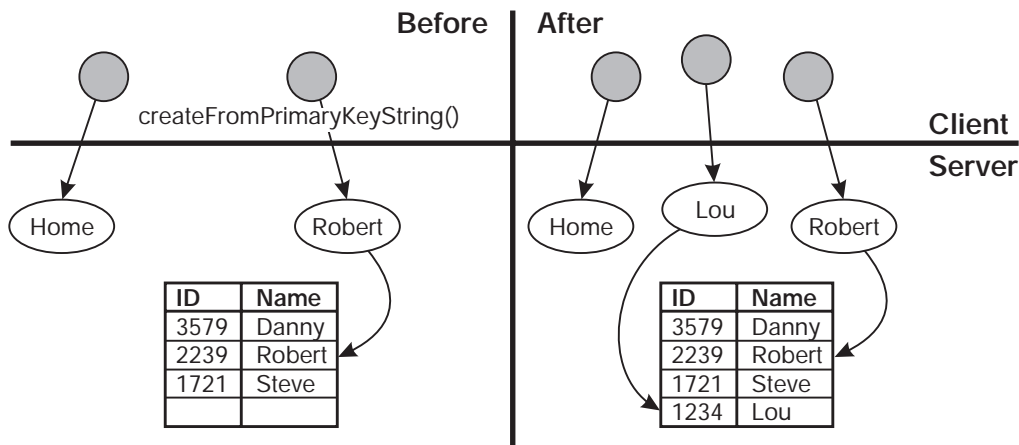 Before
After
createFromPrimaryKeyString()
Client
Server
Home
Robert
Home
Lou
Robert
ID Name
3579 Danny
2239 Robert
1721 Steve
ID Name
3579 Danny
2239 Robert
1721 Steve
1234 Lou